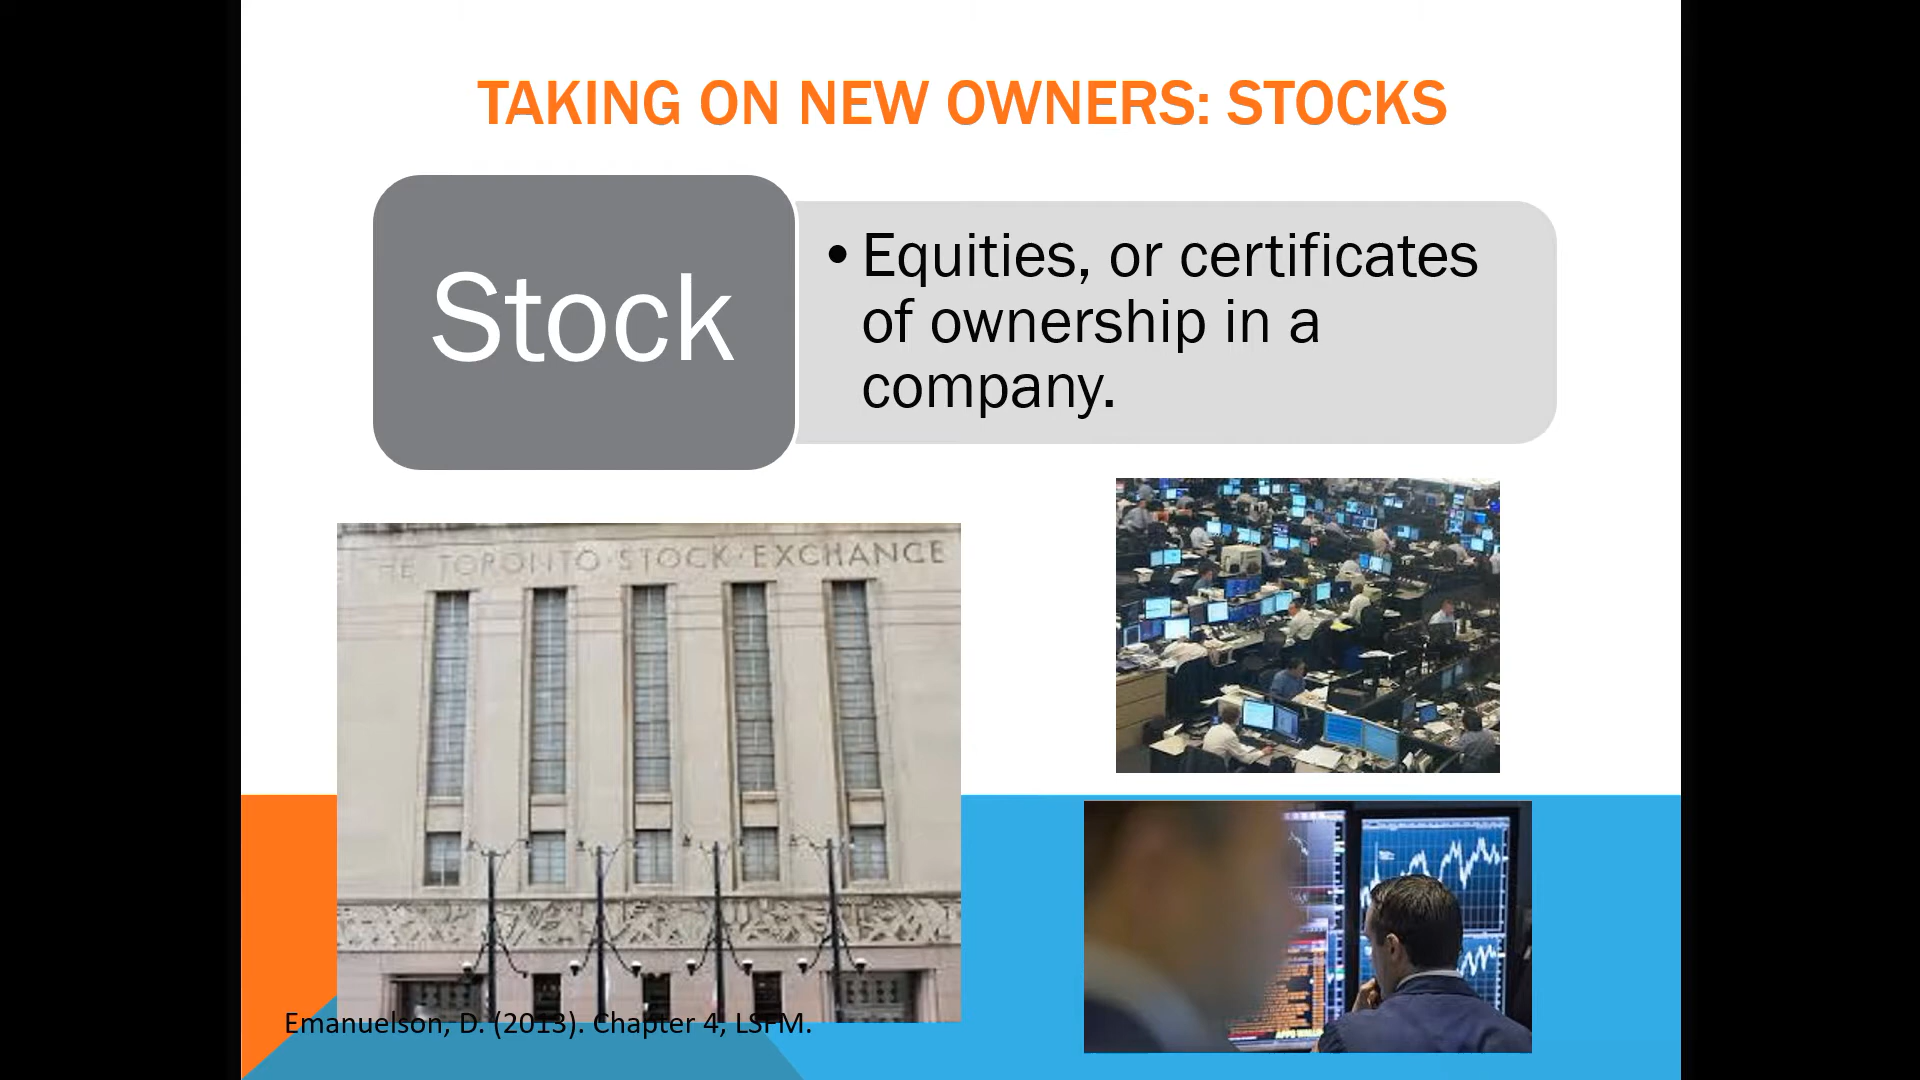 TAKING ON NEW OWNERS: STOCKS
Stock
• Equities, or certificates
of ownership in a
company.
THE TORONTO STOCK EXCHANGE
Emanuelson, D. (2013). Chapter 4, LSFM.